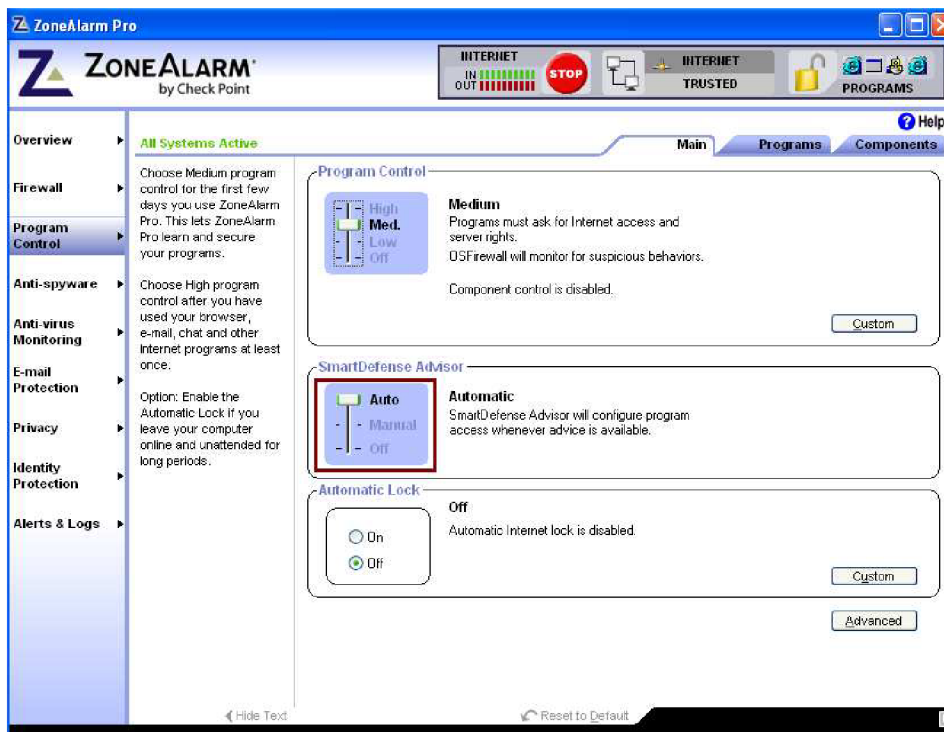 ZoneAlarm Pro
ZONEALARM
by Check Point
INTERNET
IN
OUT
STOP
INTERNET
TRUSTED
PROGRAMS
Help
Overview
Firewall
Program
Control
Anti-spyware
Anti-virus
Monitoring
E-mail
Protection
Privacy
Identity
Protection
Alerts & Logs
All Systems Active
Main
Programs
Components
Choose Medium program
control for the first few
days you use ZoneAlarm
Pro. This lets ZoneAlarm
Pro learn and secure
your programs.
Choose High program
control after you have
used your browser,
e-mail, chat and other
Internet programs at least
once.
Option: Enable the
Automatic Lock if you
leave your computer
online and unattended for
long periods.
Program Control
High
Med.
Low
Off
Medium
Programs must ask for Internet access and
server rights.
OSFirewall will monitor for suspicious behaviors.
Component control is disabled.
Custom
SmartDefense Advisor
Auto
Manual
Off
Automatic
SmartDefense Advisor will configure program
access whenever advice is available.
Automatic Lock
On
Off
Off
Automatic Internet lock is disabled.
Custom
Advanced
Hide Text
Reset to Default